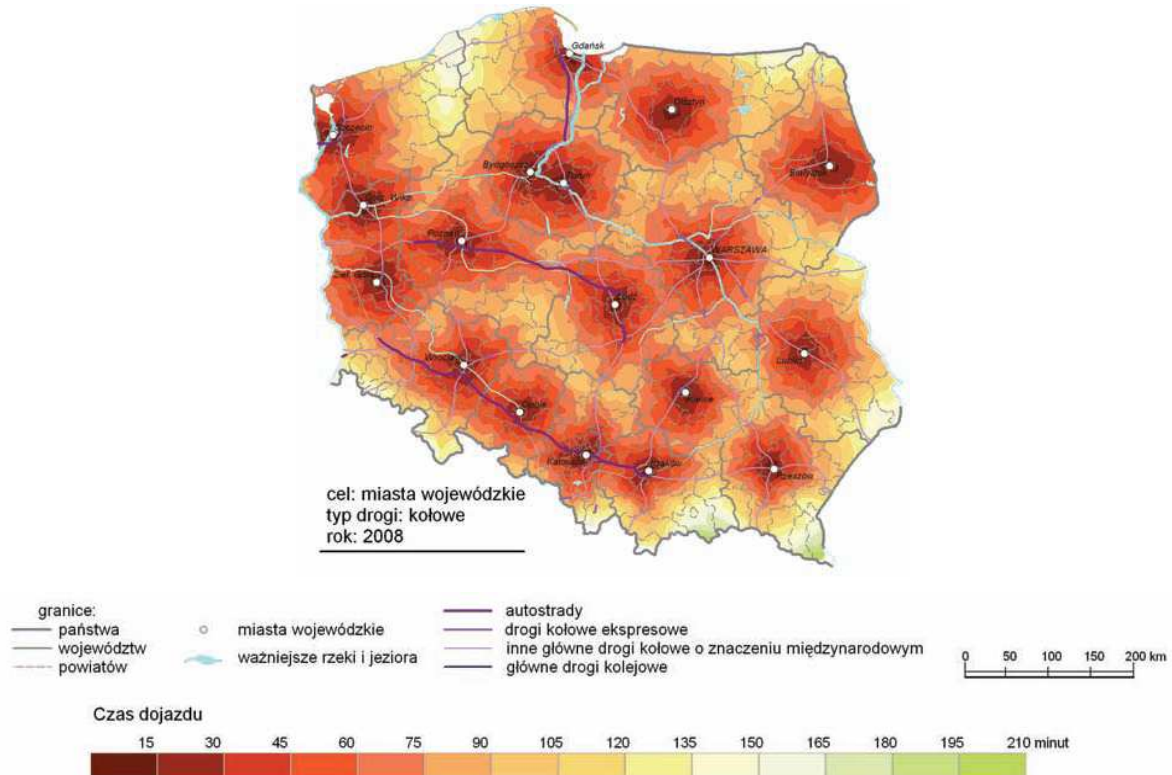 Gdańsk
Olsztyn
Szczecin
Białystok
Bydgoszcz
Toruń
Gorz. Wlkp.
Poznań
WARSZAWA
Łódź
Wrocław
Lublin
Opole
Kielce
Katowice
Kraków
Rzeszów
cel: miasta wojewódzkie
typ drogi: kołowe
rok: 2008
granice:
państwa
województw
powiatów
miasta wojewódzkie
ważniejsze rzeki i jeziora
autostrady
drogi kołowe ekspresowe
inne główne drogi kołowe o znaczeniu międzynarodowym
główne drogi kolejowe
0 50 100 150 200 km
Czas dojazdu
15 30 45 60 75 90 105 120 135 150 165 180 195 210 minut